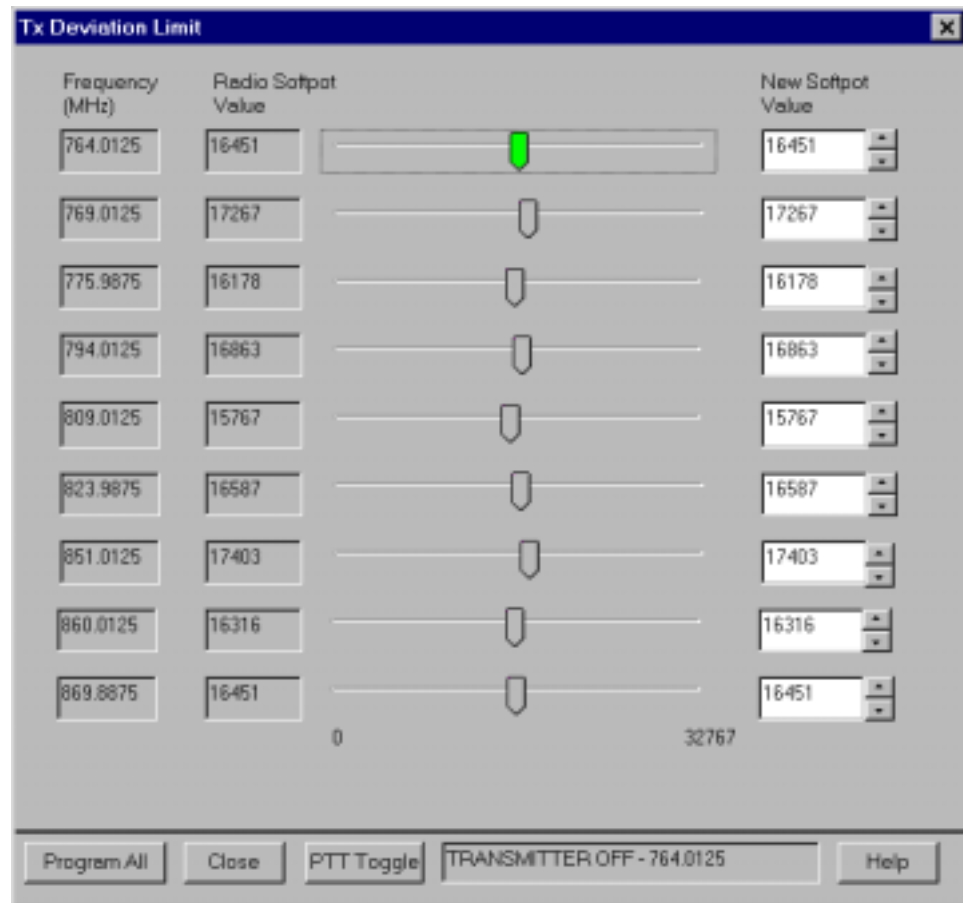 Tx Deviation Limit
Frequency (MHz) Radio Softpot Value New Softpot Value
764.0125 16451 16451
769.0125 17267 17267
775.9875 16178 16178
794.0125 16863 16863
809.0125 15767 15767
823.9875 16587 16587
851.0125 17403 17403
860.0125 16316 16316
869.8875 16451 16451
0 32767
Program All Close PTT Toggle TRANSMITTER OFF - 764.0125 Help